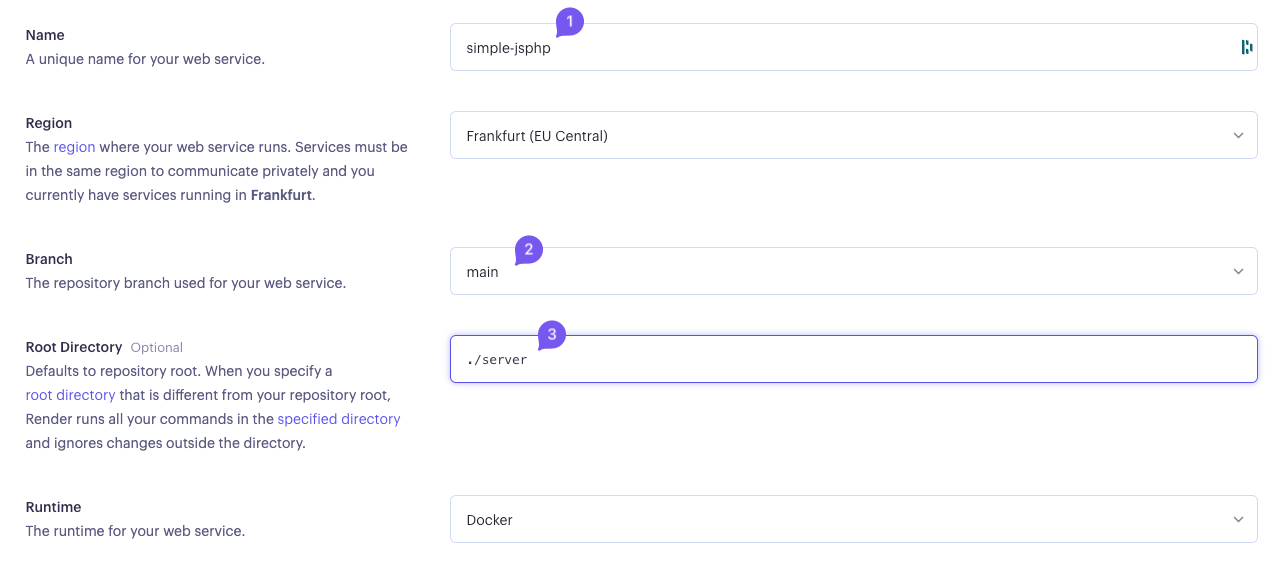 1
Name
simple-jsphp
A unique name for your web service.
Region
Frankfurt (EU Central)
The region where your web service runs. Services must be
in the same region to communicate privately and you
currently have services running in Frankfurt.
2
Branch
main
The repository branch used for your web service.
3
Root Directory Optional
./server
Defaults to repository root. When you specify a
root directory that is different from your repository root,
Render runs all your commands in the specified directory
and ignores changes outside the directory.
Runtime
Docker
The runtime for your web service.